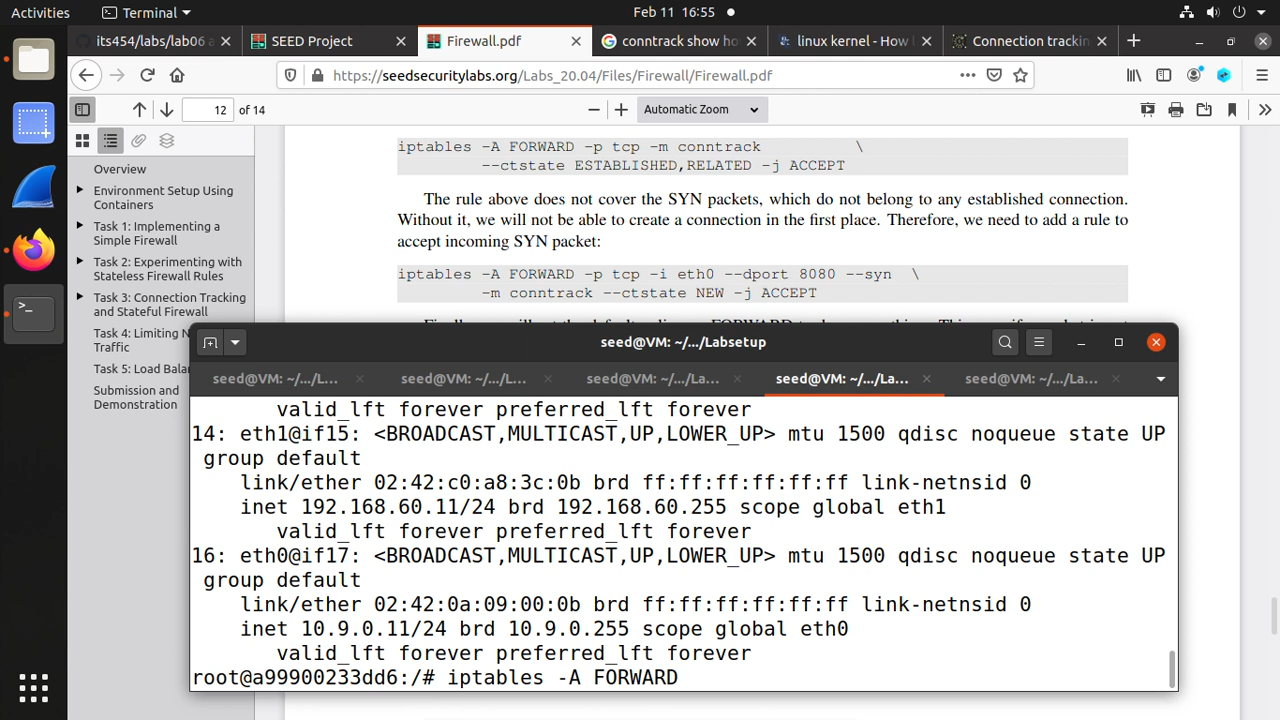 Activities
Terminal
Feb 11 16:55
its454/labs/lab06 a
SEED Project
Firewall.pdf
conntrack show ho
linux kernel - How l
Connection trackin
https://seedsecuritylabs.org/Labs_20.04/Files/Firewall/Firewall.pdf
12 of 14
Automatic Zoom
Overview
Environment Setup Using
Containers
Task 1: Implementing a
Simple Firewall
Task 2: Experimenting with
Stateless Firewall Rules
Task 3: Connection Tracking
and Stateful Firewall
Task 4: Limiting N
Traffic
Task 5: Load Bala
Submission and
Demonstration
iptables -A FORWARD -p tcp -m conntrack \
--ctstate ESTABLISHED,RELATED -j ACCEPT
The rule above does not cover the SYN packets, which do not belong to any established connection.
Without it, we will not be able to create a connection in the first place. Therefore, we need to add a rule to
accept incoming SYN packet:
iptables -A FORWARD -p tcp -i eth0 --dport 8080 --syn \
-m conntrack --ctstate NEW -j ACCEPT
seed@VM: ~/.../Labsetup
seed@VM: ~/.../L...
seed@VM: ~/.../L...
seed@VM: ~/.../La...
seed@VM: ~/.../La...
seed@VM: ~/.../La...
valid_lft forever preferred_lft forever
14: eth1@if15: <BROADCAST,MULTICAST,UP,LOWER_UP> mtu 1500 qdisc noqueue state UP
group default
link/ether 02:42:c0:a8:3c:0b brd ff:ff:ff:ff:ff:ff link-netnsid 0
inet 192.168.60.11/24 brd 192.168.60.255 scope global eth1
valid_lft forever preferred_lft forever
16: eth0@if17: <BROADCAST,MULTICAST,UP,LOWER_UP> mtu 1500 qdisc noqueue state UP
group default
link/ether 02:42:0a:09:00:0b brd ff:ff:ff:ff:ff:ff link-netnsid 0
inet 10.9.0.11/24 brd 10.9.0.255 scope global eth0
valid_lft forever preferred_lft forever
root@a99900233dd6:/# iptables -A FORWARD